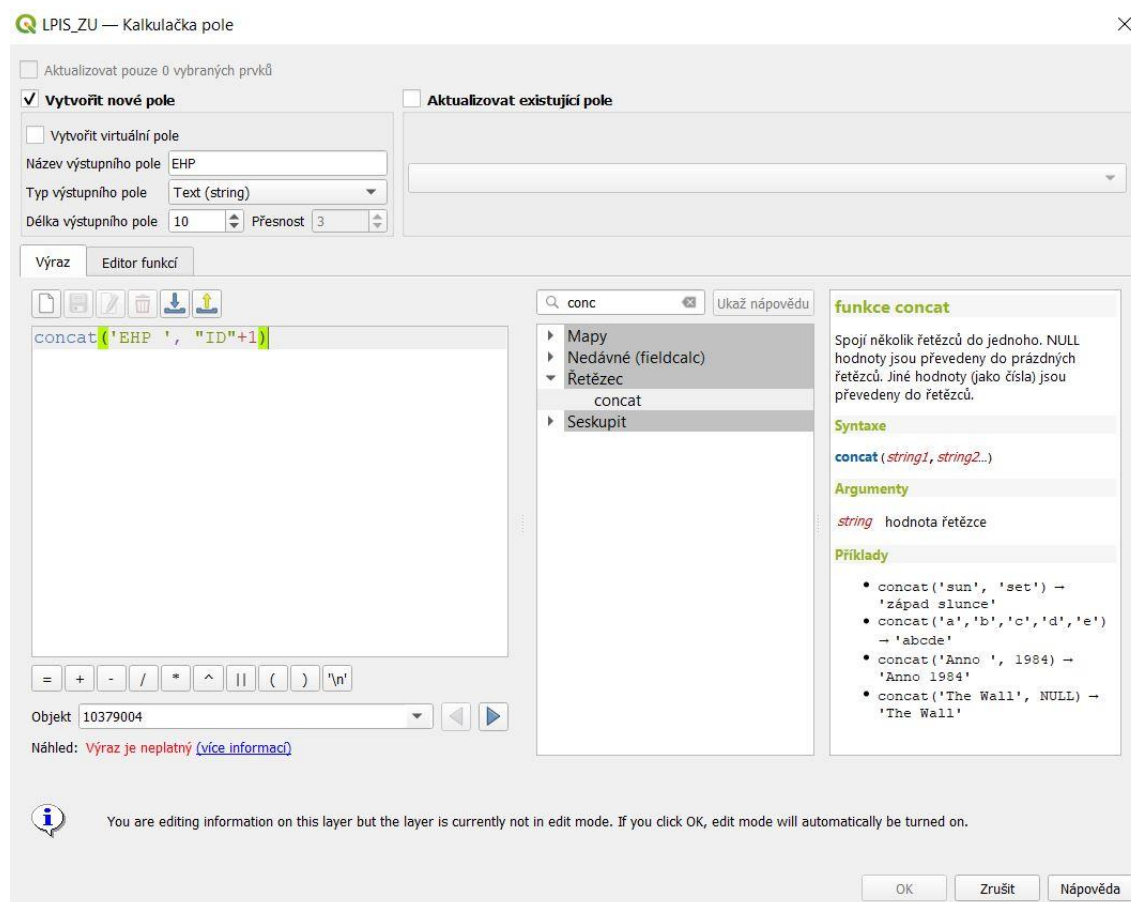 LPIS_ZU — Kalkulačka pole
Aktualizovat pouze 0 vybraných prvků
Vytvořit nové pole
Aktualizovat existující pole
Vytvořit virtuální pole
Název výstupního pole EHP
Typ výstupního pole Text (string)
Délka výstupního pole 10 Přesnost 3
Výraz Editor funkcí
concat('EHP ', "ID"+1)
= + - / * ^ || ( ) '\n'
Objekt 10379004
Náhled: Výraz je neplatný (více informací)
conc Ukaž nápovědu
Mapy
Nedávné (fieldcalc)
Řetězec
concat
Seskupit
funkce concat
Spojí několik řetězců do jednoho. NULL
hodnoty jsou převedeny do prázdných
řetězců. Jiné hodnoty (jako čísla) jsou
převedeny do řetězců.
Syntaxe
concat(string1, string2...)
Argumenty
string hodnota řetězce
Příklady
• concat('sun', 'set') →
'západ slunce'
• concat('a','b','c','d','e')
→ 'abcde'
• concat('Anno ', 1984) →
'Anno 1984'
• concat('The Wall', NULL) →
'The Wall'
You are editing information on this layer but the layer is currently not in edit mode. If you click OK, edit mode will automatically be turned on.
OK Zrušit Nápověda